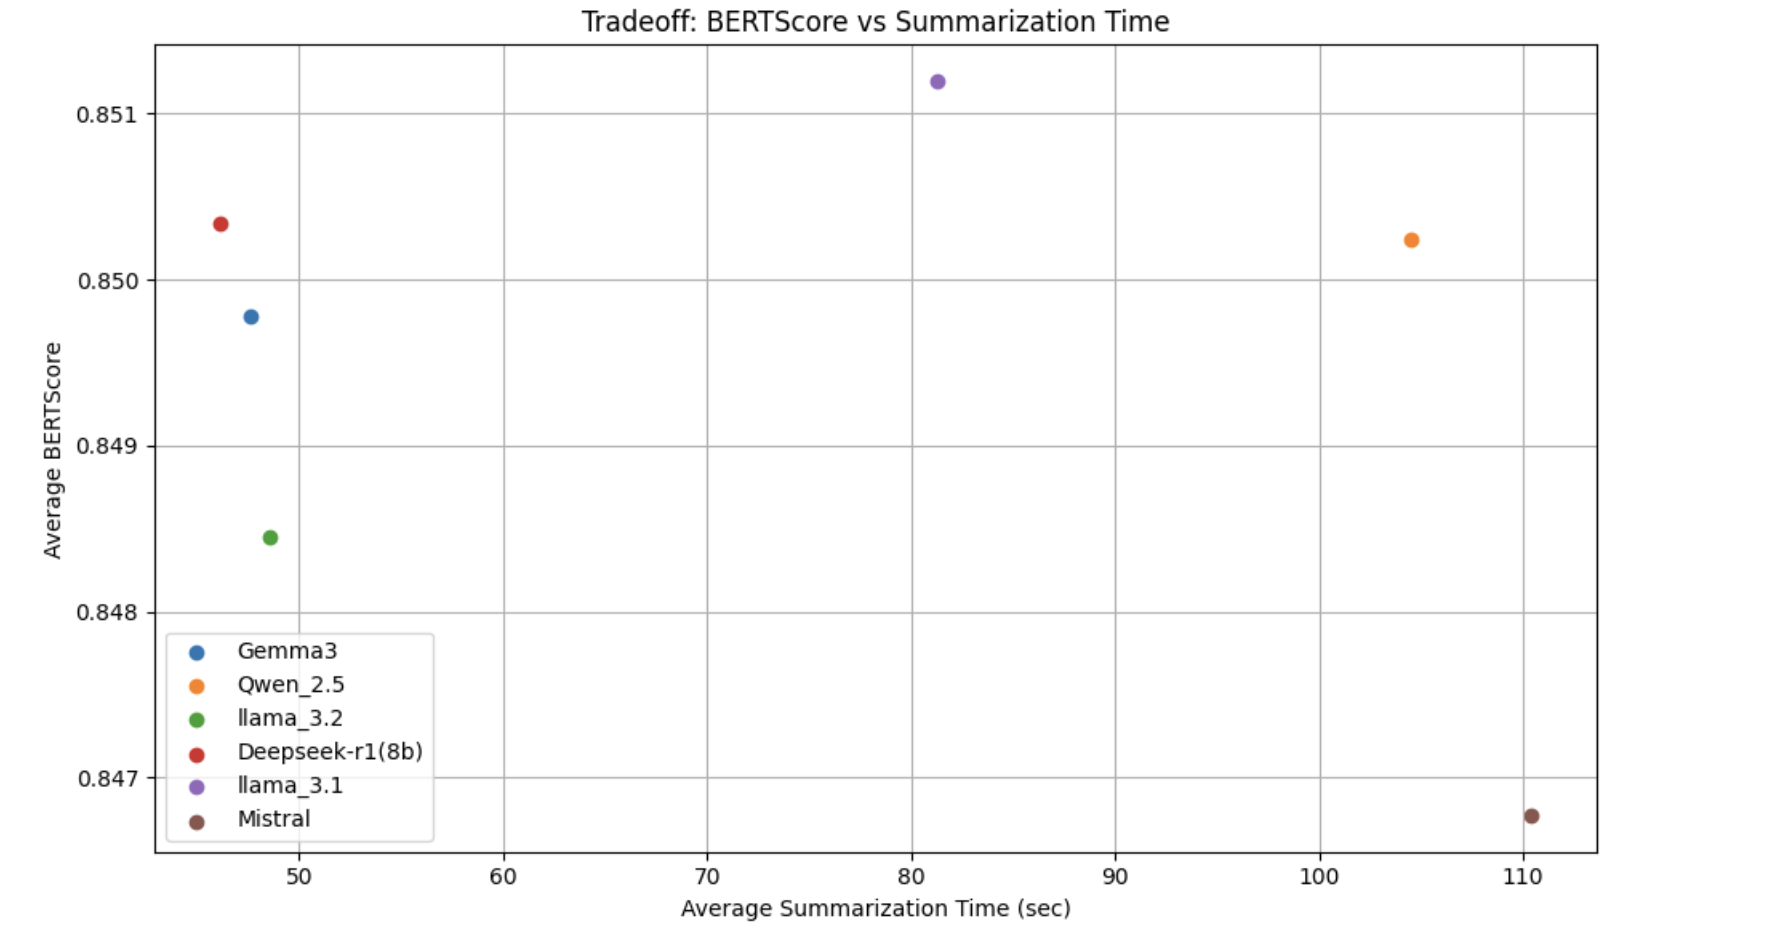 Tradeoff: BERTScore vs Summarization Time
0.851
0.850
0.849
0.848
0.847
Average BERTScore
Gemma3
Qwen_2.5
llama_3.2
Deepseek-r1(8b)
llama_3.1
Mistral
50 60 70 80 90 100 110
Average Summarization Time (sec)